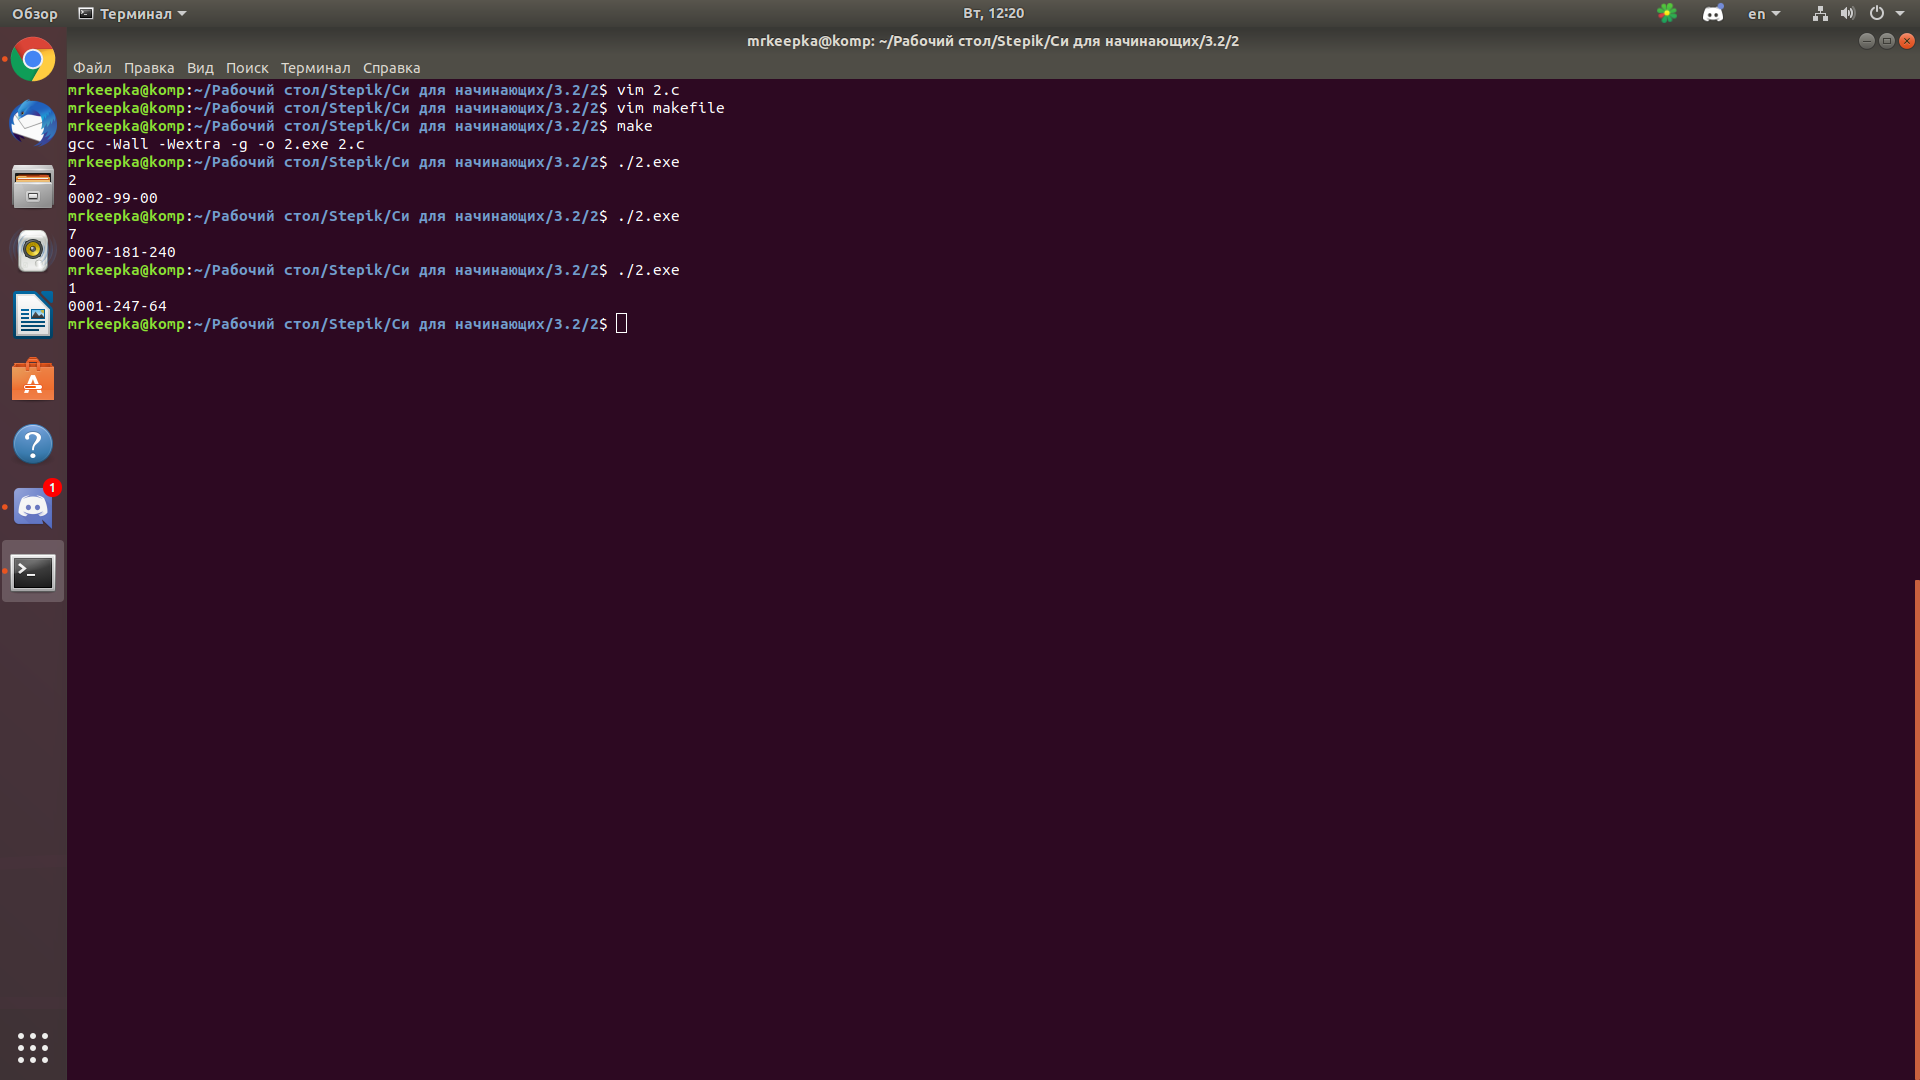 Обзор Терминал Вт, 12:20 en
mrkeepka@komp: ~/Рабочий стол/Stepik/Си для начинающих/3.2/2
Файл Правка Вид Поиск Терминал Справка
mrkeepka@komp:~/Рабочий стол/Stepik/Си для начинающих/3.2/2$ vim 2.c
mrkeepka@komp:~/Рабочий стол/Stepik/Си для начинающих/3.2/2$ vim makefile
mrkeepka@komp:~/Рабочий стол/Stepik/Си для начинающих/3.2/2$ make
gcc -Wall -Wextra -g -o 2.exe 2.c
mrkeepka@komp:~/Рабочий стол/Stepik/Си для начинающих/3.2/2$ ./2.exe
2
0002-99-00
mrkeepka@komp:~/Рабочий стол/Stepik/Си для начинающих/3.2/2$ ./2.exe
7
0007-181-240
mrkeepka@komp:~/Рабочий стол/Stepik/Си для начинающих/3.2/2$ ./2.exe
1
0001-247-64
mrkeepka@komp:~/Рабочий стол/Stepik/Си для начинающих/3.2/2$
1